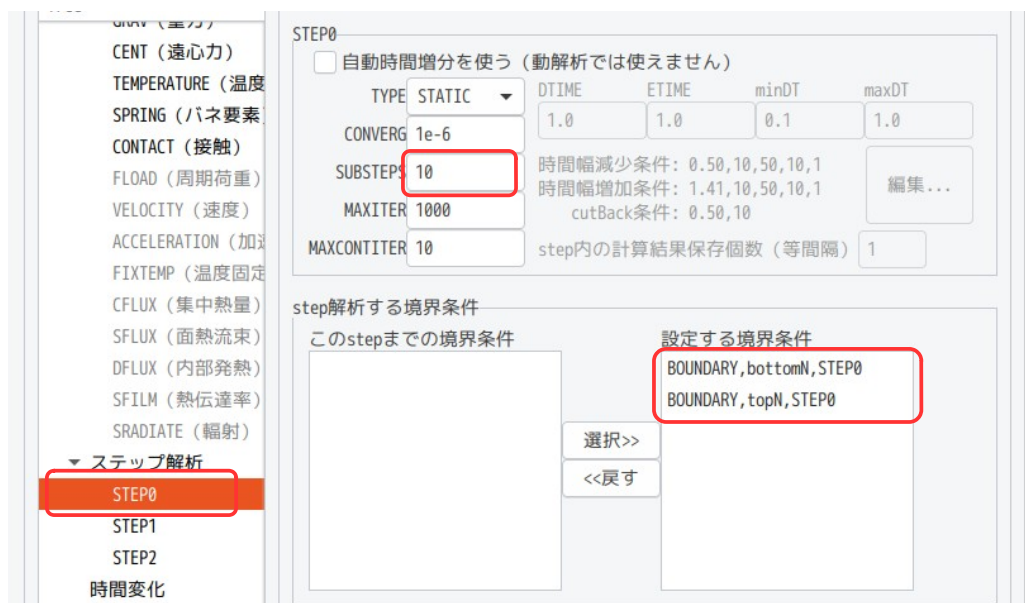 CENT (遠心力)
TEMPERATURE (温度
SPRING (バネ要素
CONTACT (接触)
FLOAD (周期荷重)
VELOCITY (速度)
ACCELERATION (加速
FIXTEMP (温度固定
CFLUX (集中熱量)
SFLUX (面熱流束)
DFLUX (内部発熱)
SFILM (熱伝達率)
SRADIATE (輻射)
ステップ解析
STEP0
STEP1
STEP2
時間変化
STEP0
自動時間増分を使う (動解析では使えません)
TYPE STATIC DTIME ETIME minDT maxDT
1.0 1.0 0.1 1.0
CONVERG 1e-6
SUBSTEPS 10
時間幅減少条件: 0.50,10,50,10,1
時間幅増加条件: 1.41,10,50,10,1
cutBack条件: 0.50,10
編集...
MAXITER 1000
MAXCONTITER 10
step内の計算結果保存個数 (等間隔) 1
step解析する境界条件
このstepまでの境界条件
設定する境界条件
BOUNDARY,bottomN,STEP0
BOUNDARY,topN,STEP0
選択>>
<<戻す